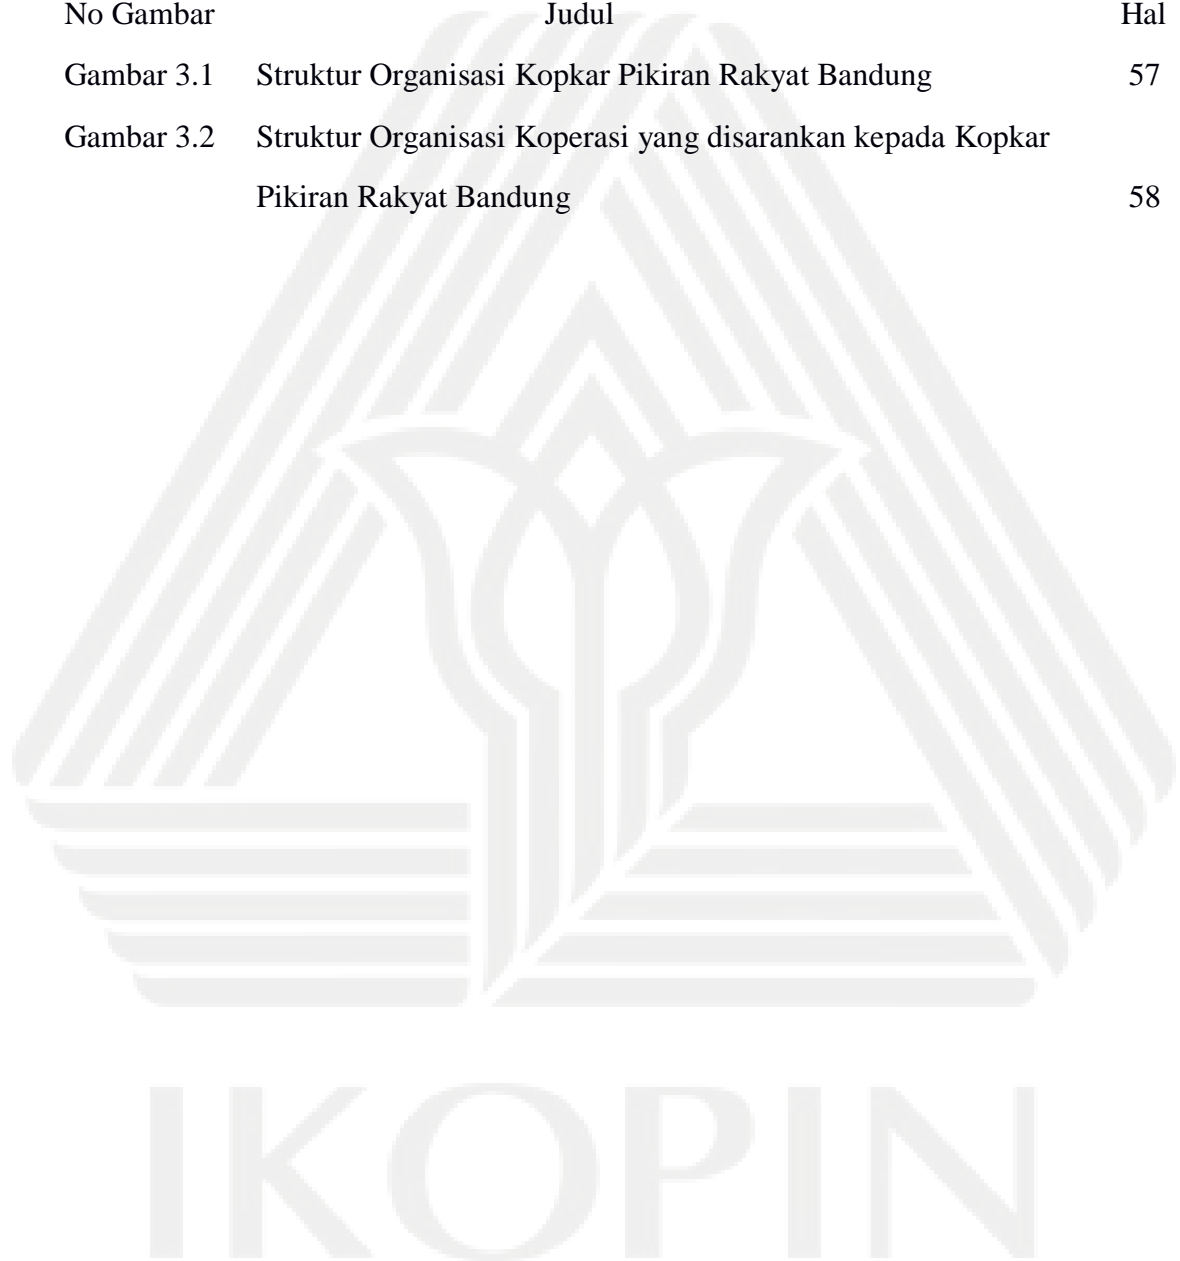 No Gambar Judul Hal
Gambar 3.1 Struktur Organisasi Kopkar Pikiran Rakyat Bandung 57
Gambar 3.2 Struktur Organisasi Koperasi yang disarankan kepada Kopkar
Pikiran Rakyat Bandung 58
IKOPIN